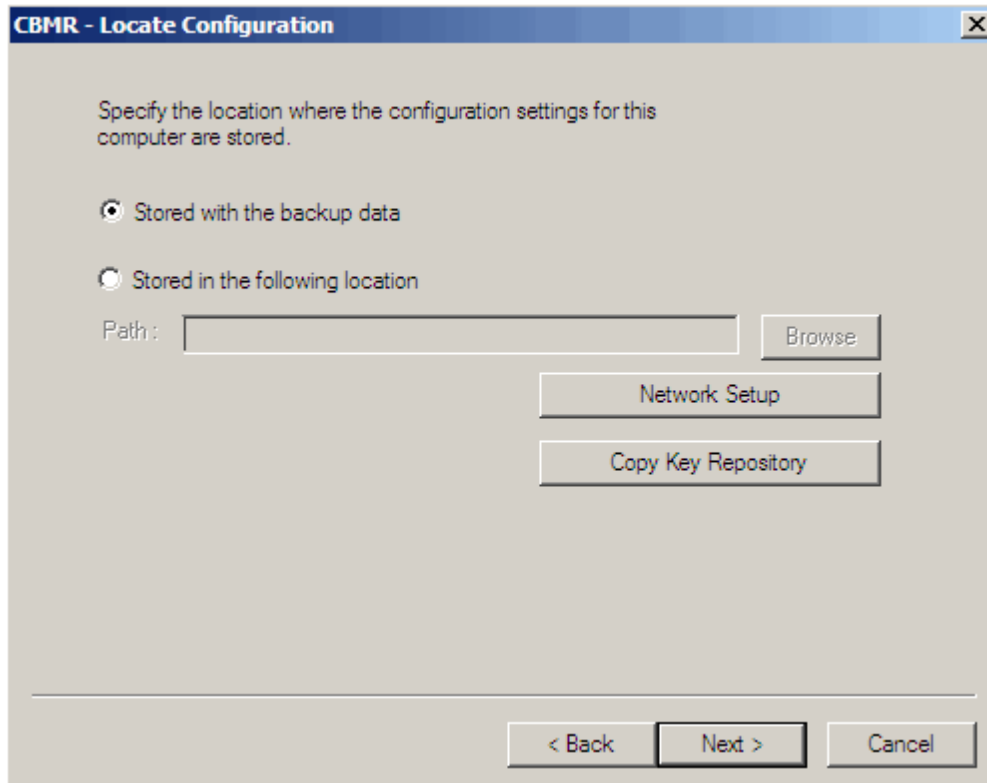 CBMR - Locate Configuration
Specify the location where the configuration settings for this
computer are stored.
Stored with the backup data
Stored in the following location
Path :
Browse
Network Setup
Copy Key Repository
< Back
Next >
Cancel